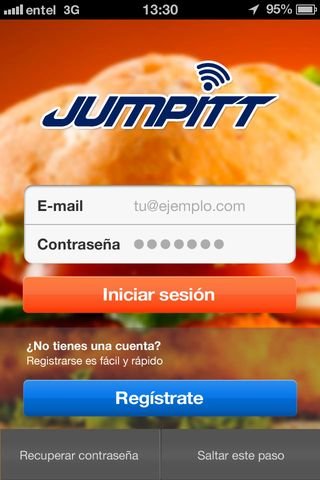 entel 3G 13:30 95%
JUMPITT
E-mail tu@ejemplo.com
Contraseña ●●●●●●●
Iniciar sesión
¿No tienes una cuenta?
Registrarse es fácil y rápido
Regístrate
Recuperar contraseña Saltar este paso